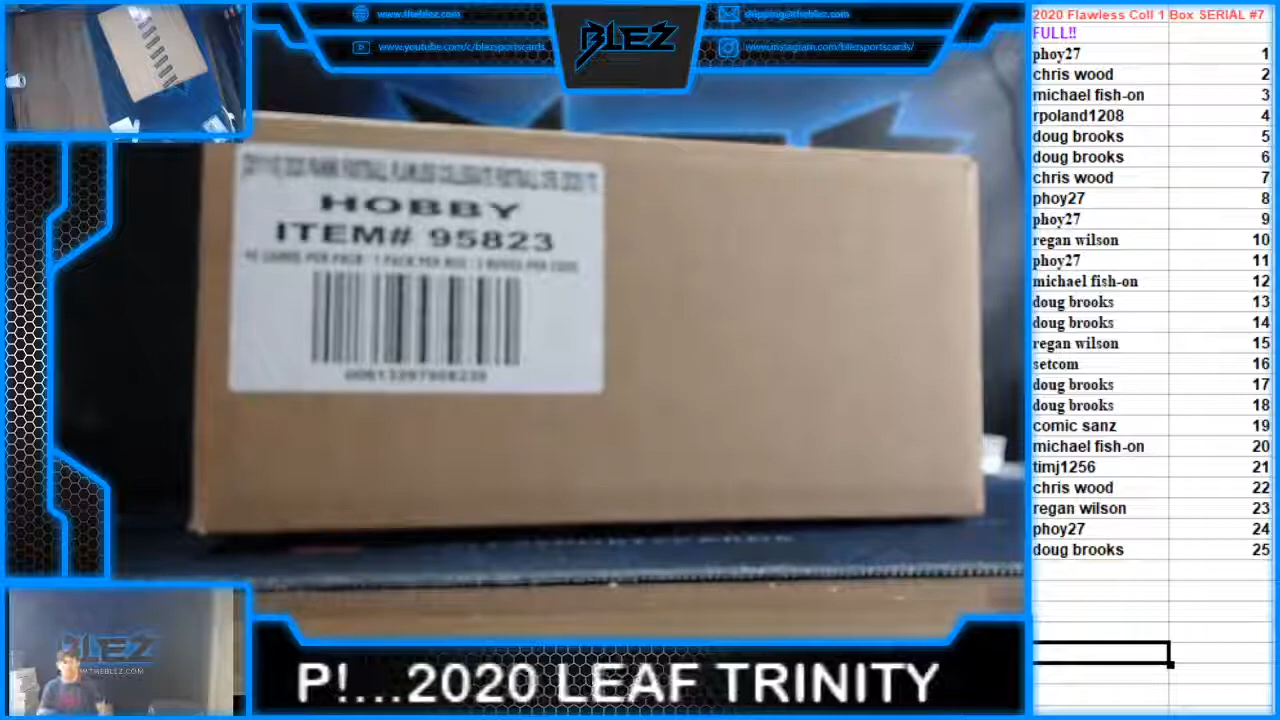 www.theblez.com
shipping@theblez.com
www.youtube.com/c/blezsportscards/
www.instagram.com/blezsportscards/
BLEZ
HOBBY
ITEM# 95823
BLEZ
P!...2020 LEAF TRINITY
2020 Flawless Coll 1 Box SERIAL #7
FULL!!
phoy27 1
chris wood 2
michael fish-on 3
rpoland1208 4
doug brooks 5
doug brooks 6
chris wood 7
phoy27 8
phoy27 9
regan wilson 10
phoy27 11
michael fish-on 12
doug brooks 13
doug brooks 14
regan wilson 15
setcom 16
doug brooks 17
doug brooks 18
comic sanz 19
michael fish-on 20
timj1256 21
chris wood 22
regan wilson 23
phoy27 24
doug brooks 25